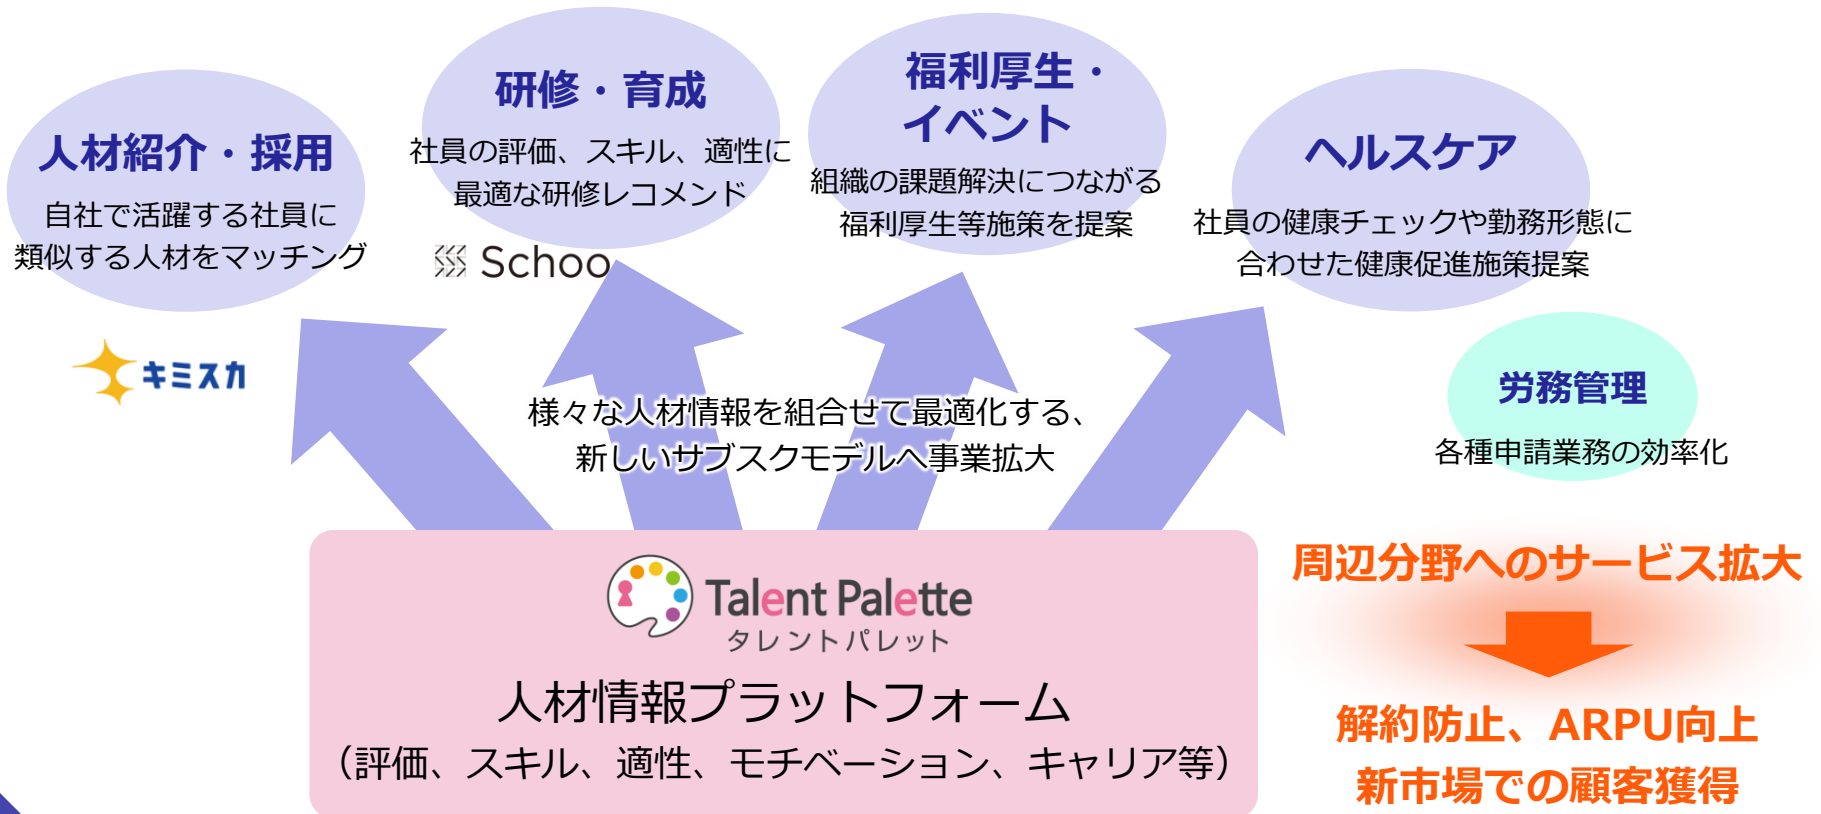 人材紹介・採用
自社で活躍する社員に
類似する人材をマッチング
キミスカ
研修・育成
社員の評価、スキル、適性に
最適な研修レコメンド
Schoo
福利厚生・
イベント
組織の課題解決につながる
福利厚生等施策を提案
ヘルスケア
社員の健康チェックや勤務形態に
合わせた健康促進施策提案
労務管理
各種申請業務の効率化
様々な人材情報を組合せて最適化する、
新しいサブスクモデルへ事業拡大
Talent Palette
タレントパレット
人材情報プラットフォーム
（評価、スキル、適性、モチベーション、キャリア等）
周辺分野へのサービス拡大
解約防止、ARPU向上
新市場での顧客獲得